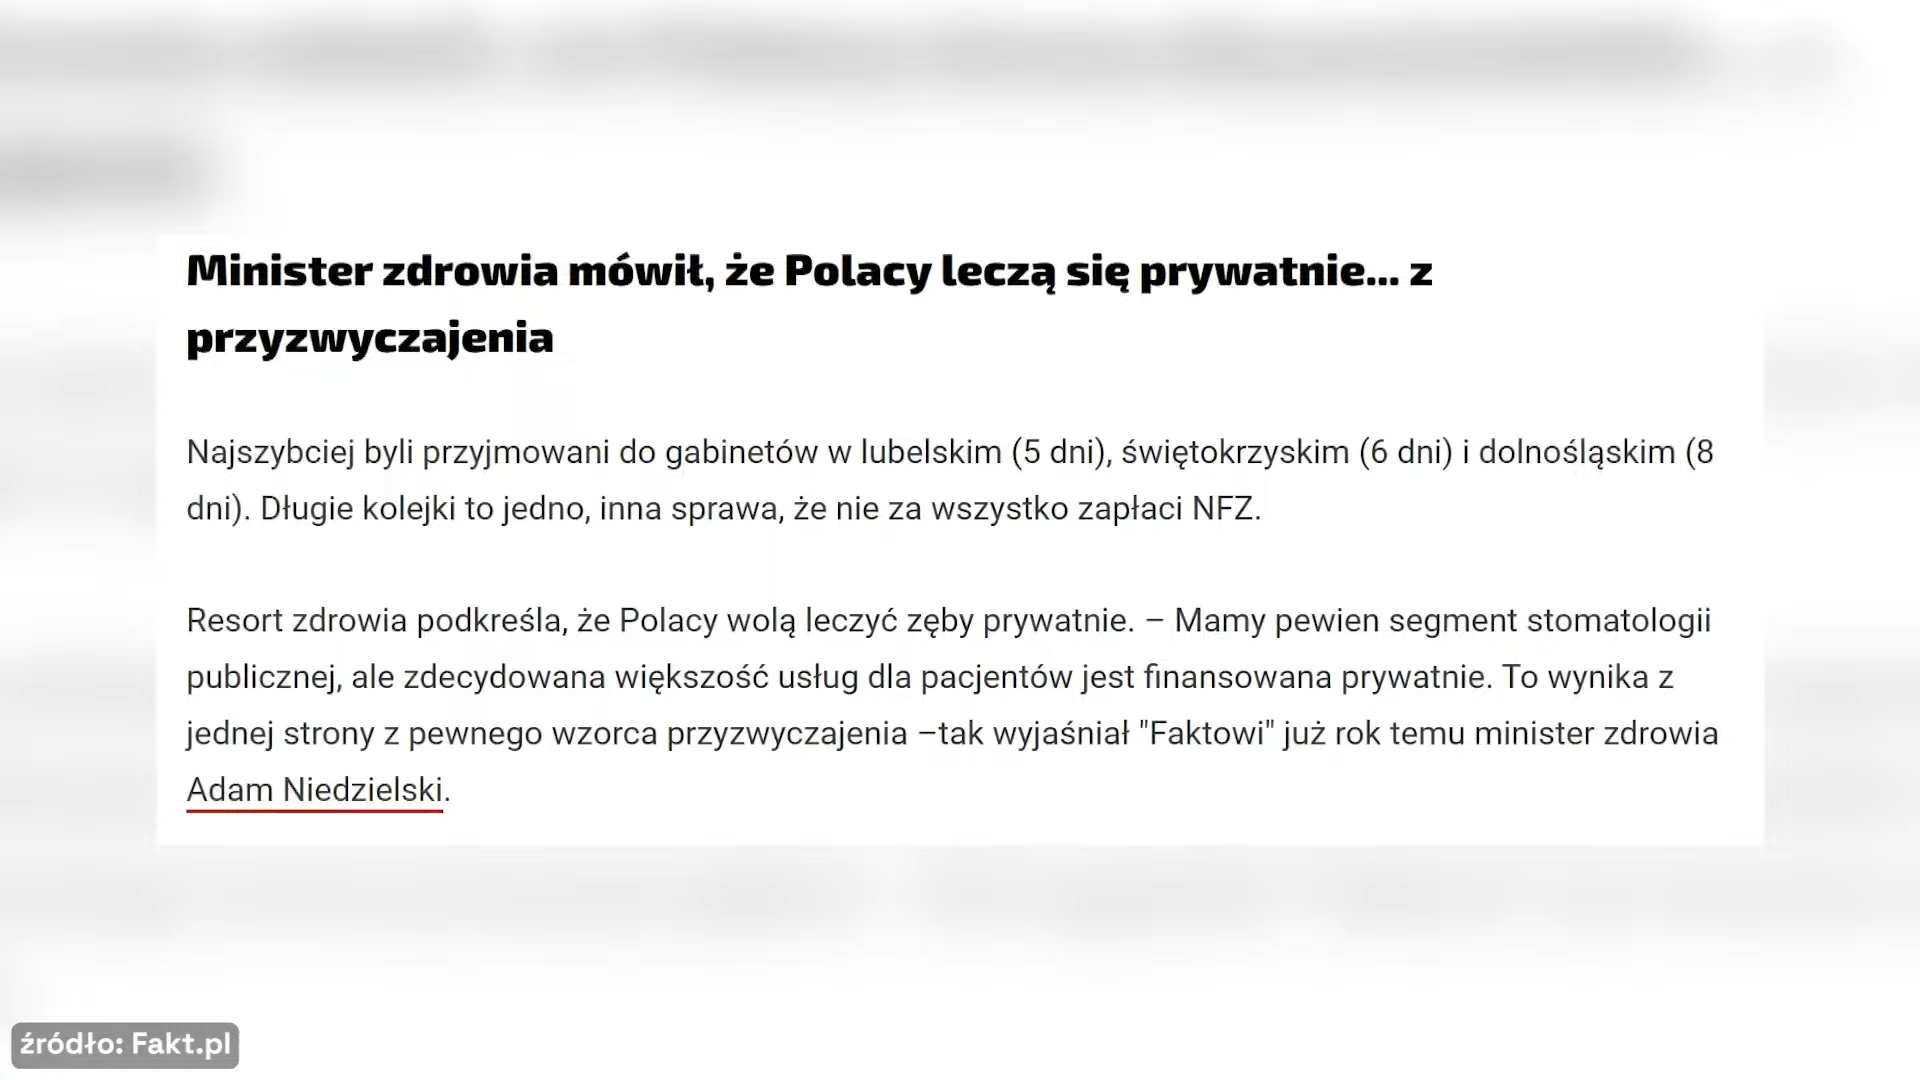 Minister zdrowia mówił, że Polacy leczą się prywatnie... z
przyzwyczajenia
Najszybciej byli przyjmowani do gabinetów w lubelskim (5 dni), świętokrzyskim (6 dni) i dolnośląskim (8
dni). Długie kolejki to jedno, inna sprawa, że nie za wszystko zapłaci NFZ.
Resort zdrowia podkreśla, że Polacy wolą leczyć zęby prywatnie. – Mamy pewien segment stomatologii
publicznej, ale zdecydowana większość usług dla pacjentów jest finansowana prywatnie. To wynika z
jednej strony z pewnego wzorca przyzwyczajenia –tak wyjaśniał "Faktowi" już rok temu minister zdrowia
Adam Niedzielski.
źródło: Fakt.pl